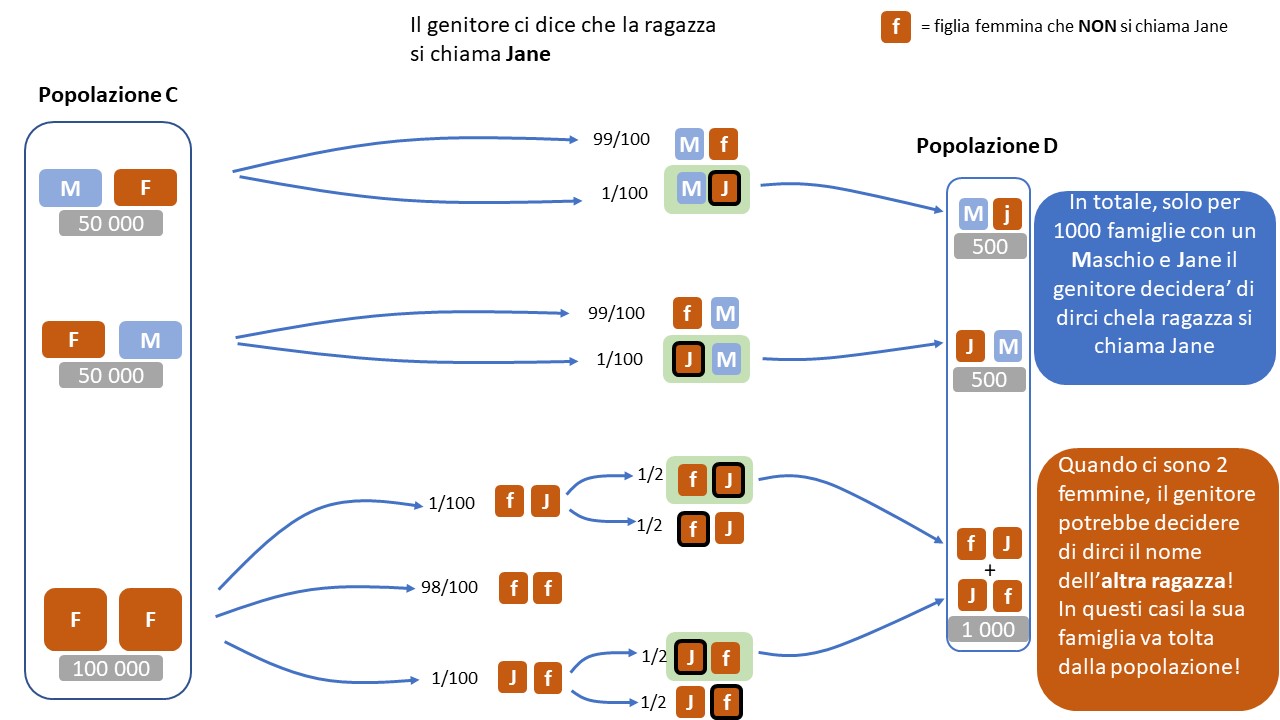 Il genitore ci dice che la ragazza
si chiama Jane
f = figlia femmina che NON si chiama Jane
Popolazione C
M F
50 000
F M
50 000
F F
100 000
99/100 M f
1/100 M J
99/100 f M
1/100 J M
1/100 f J
1/2 f J
1/2 f J
98/100 f f
1/100 J f
1/2 J f
1/2 J f
Popolazione D
M j
500
J M
500
f J
+
J f
1 000
In totale, solo per
1000 famiglie con un
Maschio e Jane il
genitore decidera’ di
dirci chela ragazza si
chiama Jane
Quando ci sono 2
femmine, il genitore
potrebbe decidere
di dirci il nome
dell’altra ragazza!
In questi casi la sua
famiglia va tolta
dalla popolazione!